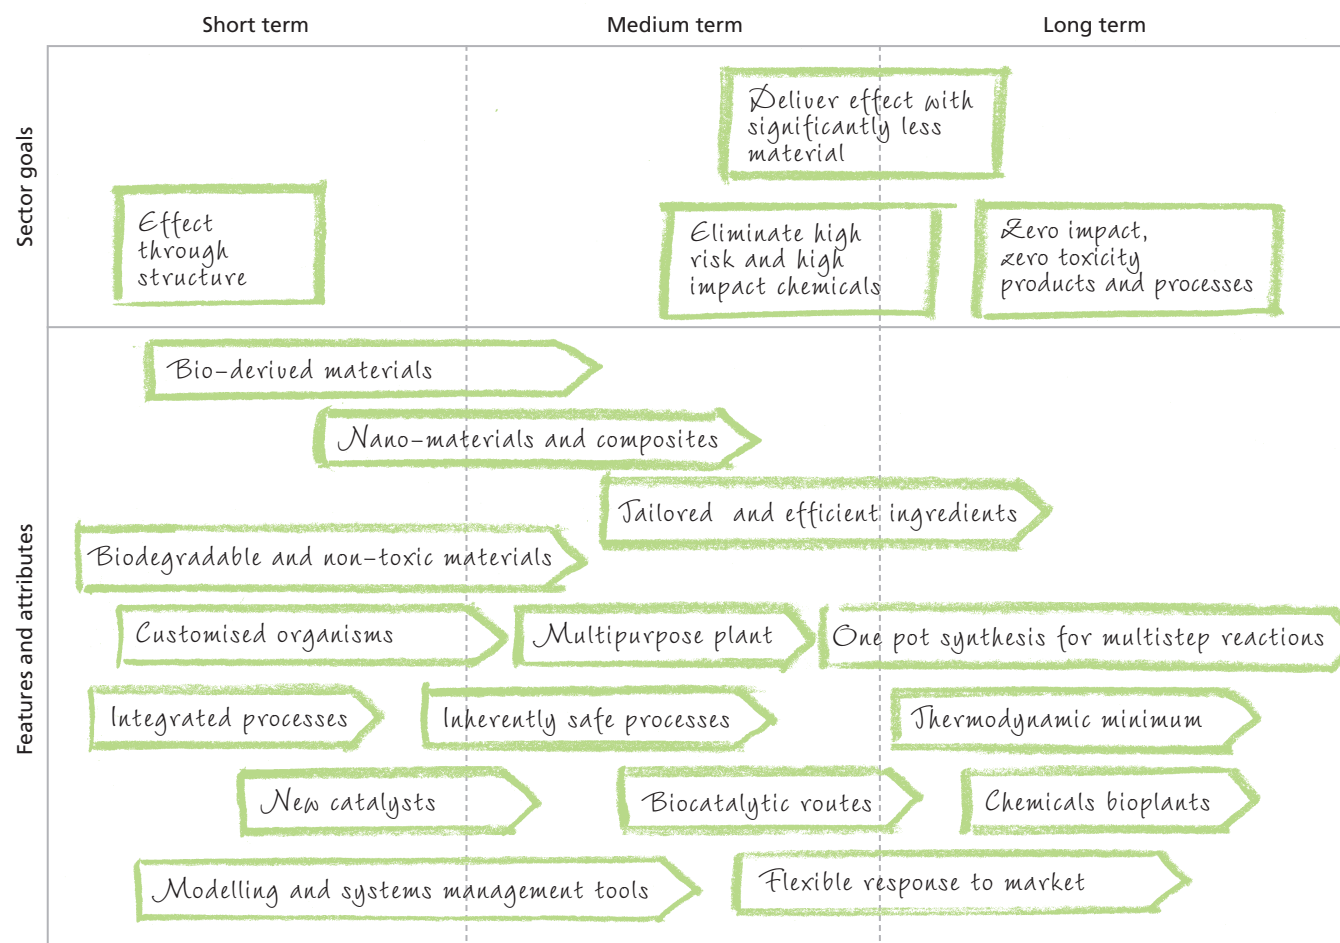 Short term
Medium term
Long term
Sector goals
Deliver effect with
significantly less
material
Effect
through
structure
Eliminate high
risk and high
impact chemicals
Zero impact,
zero toxicity
products and processes
Features and attributes
Bio-derived materials
Nano-materials and composites
Tailored and efficient ingredients
Biodegradable and non-toxic materials
Customised organisms
Multipurpose plant
One pot synthesis for multistep reactions
Integrated processes
Inherently safe processes
Thermodynamic minimum
New catalysts
Biocatalytic routes
Chemicals bioplants
Modelling and systems management tools
Flexible response to market